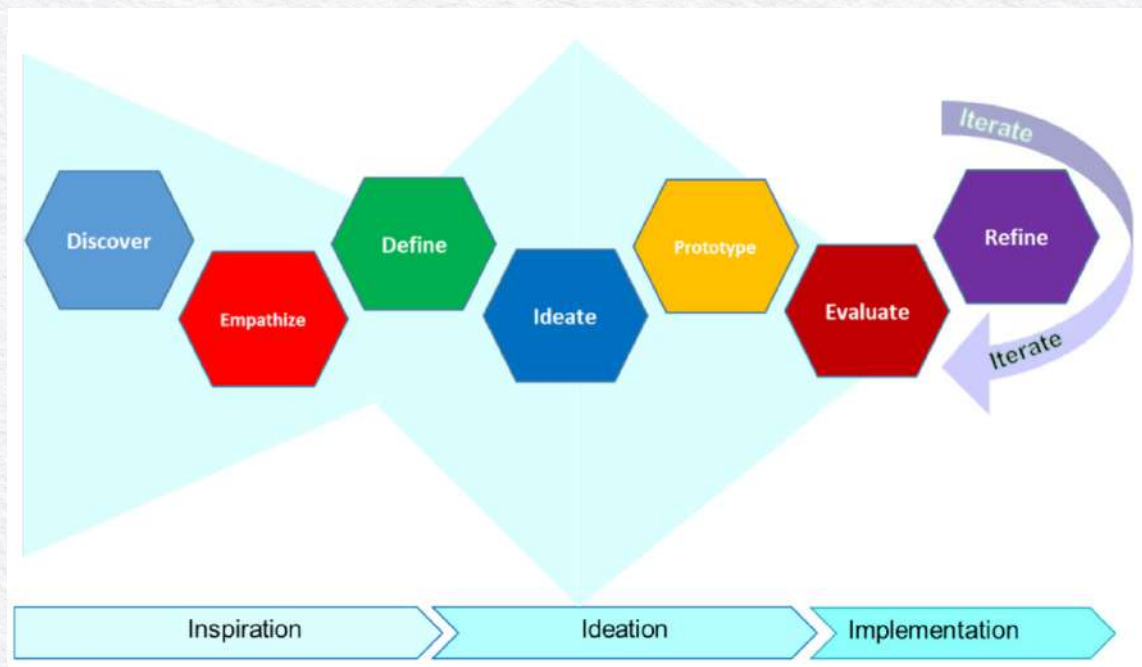 Iterate
Discover
Define
Prototype
Refine
Empathize
Ideate
Evaluate
Iterate
Inspiration
Ideation
Implementation